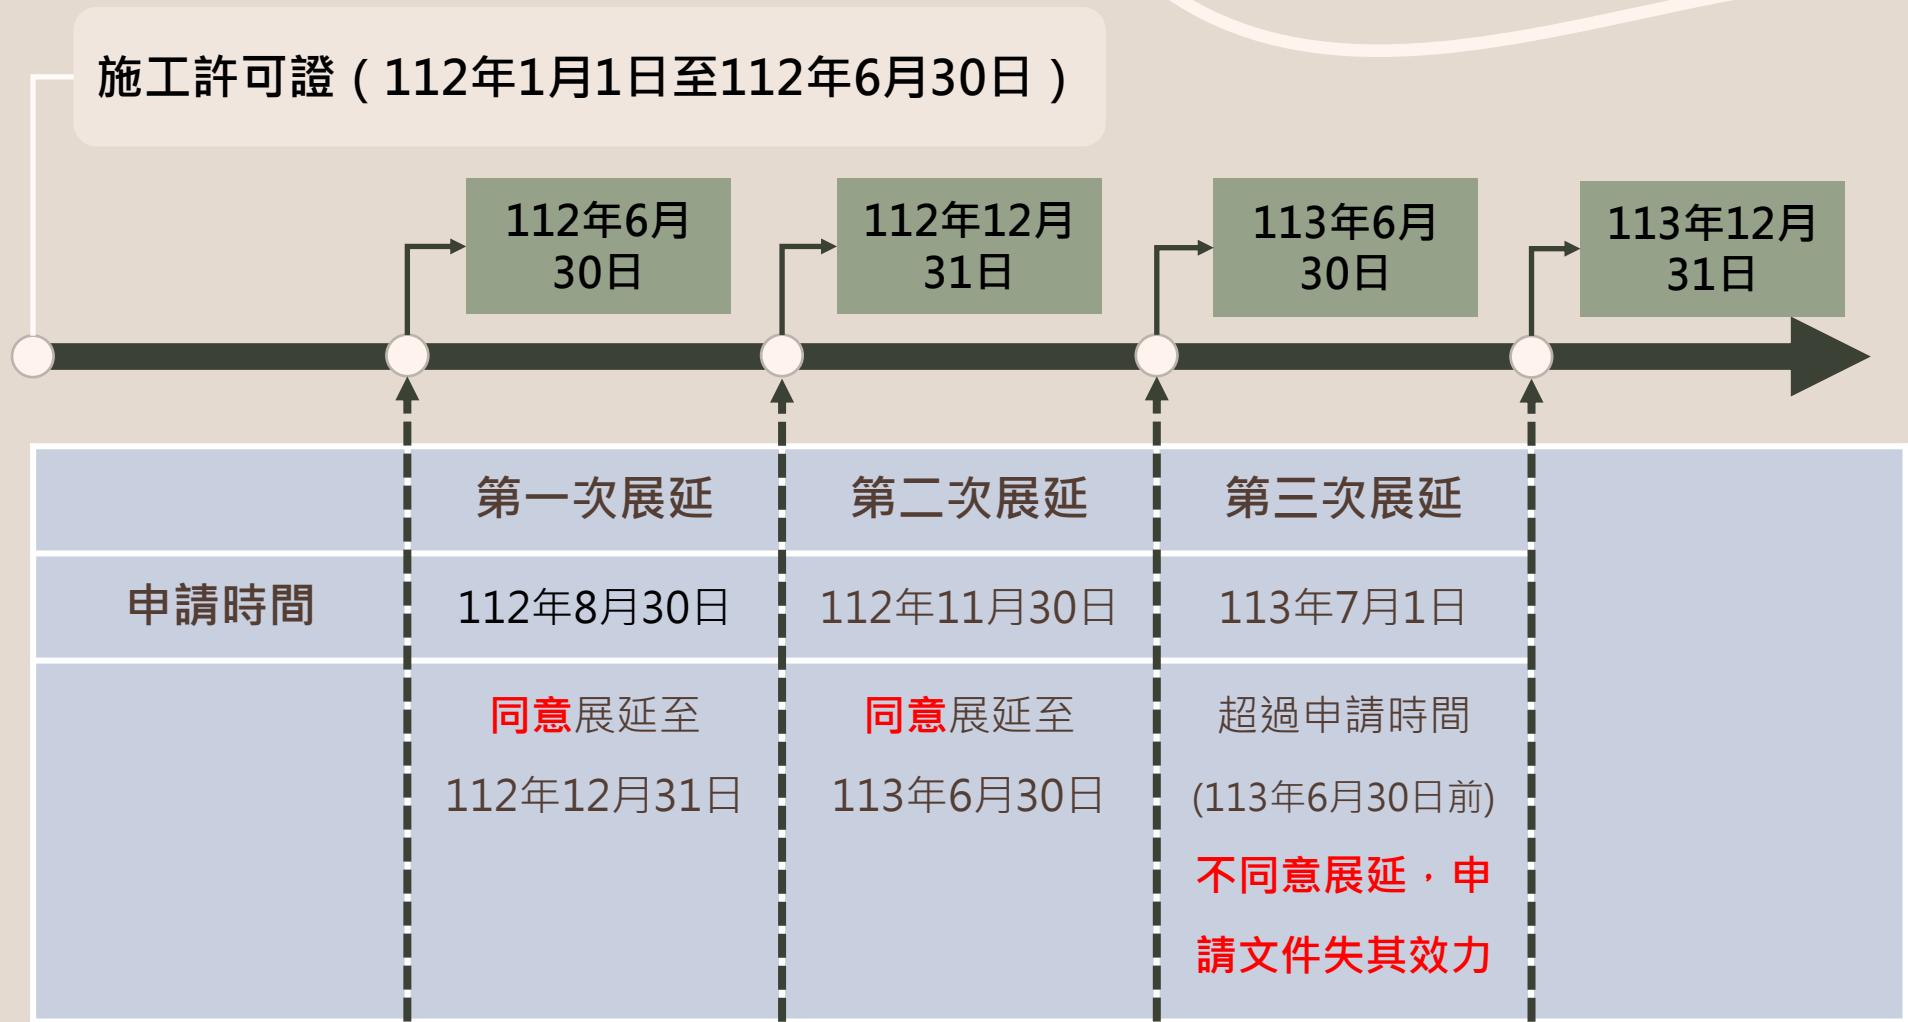 施工許可證（112年1月1日至112年6月30日）
112年6月
30日
112年12月
31日
113年6月
30日
113年12月
31日
第一次展延
第二次展延
第三次展延
申請時間
112年8月30日
112年11月30日
113年7月1日
同意展延至
112年12月31日
同意展延至
113年6月30日
超過申請時間
(113年6月30日前)
不同意展延，申
請文件失其效力